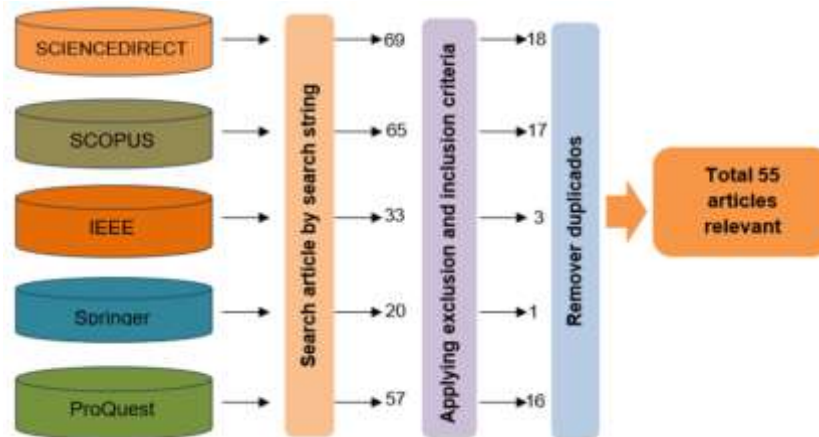 SCIENCEDIRECT
69
18
SCOPUS
65
17
IEEE
33
3
Springer
20
1
ProQuest
57
16
Search article by search string
Applying exclusion and inclusion criteria
Remover duplicados
Total 55
articles
relevant